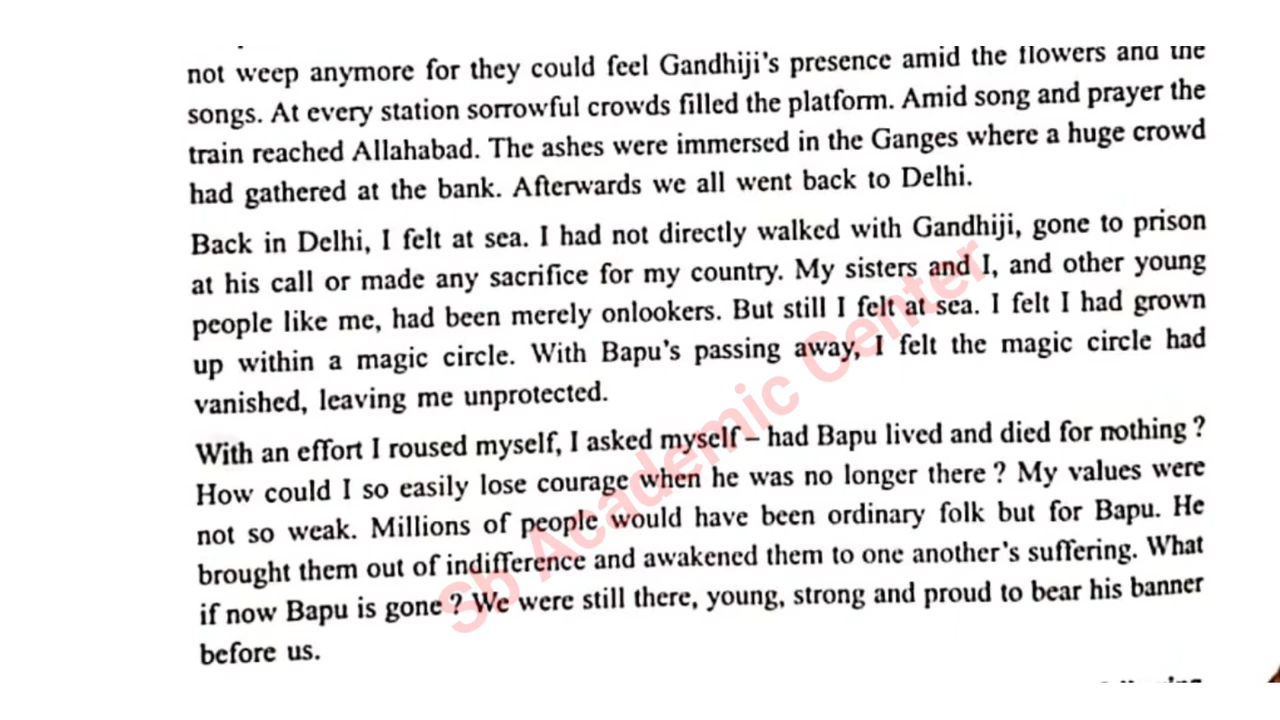 not weep anymore for they could feel Gandhiji's presence amid the flowers and the
songs. At every station sorrowful crowds filled the platform. Amid song and prayer the
train reached Allahabad. The ashes were immersed in the Ganges where a huge crowd
had gathered at the bank. Afterwards we all went back to Delhi.
Back in Delhi, I felt at sea. I had not directly walked with Gandhiji, gone to prison
at his call or made any sacrifice for my country. My sisters and I, and other young
people like me, had been merely onlookers. But still I felt at sea. I felt I had grown
up within a magic circle. With Bapu's passing away, I felt the magic circle had
vanished, leaving me unprotected.
With an effort I roused myself, I asked myself – had Bapu lived and died for nothing ?
How could I so easily lose courage when he was no longer there ? My values were
not so weak. Millions of people would have been ordinary folk but for Bapu. He
brought them out of indifference and awakened them to one another's suffering. What
if now Bapu is gone ? We were still there, young, strong and proud to bear his banner
before us.
Sb Academic Center